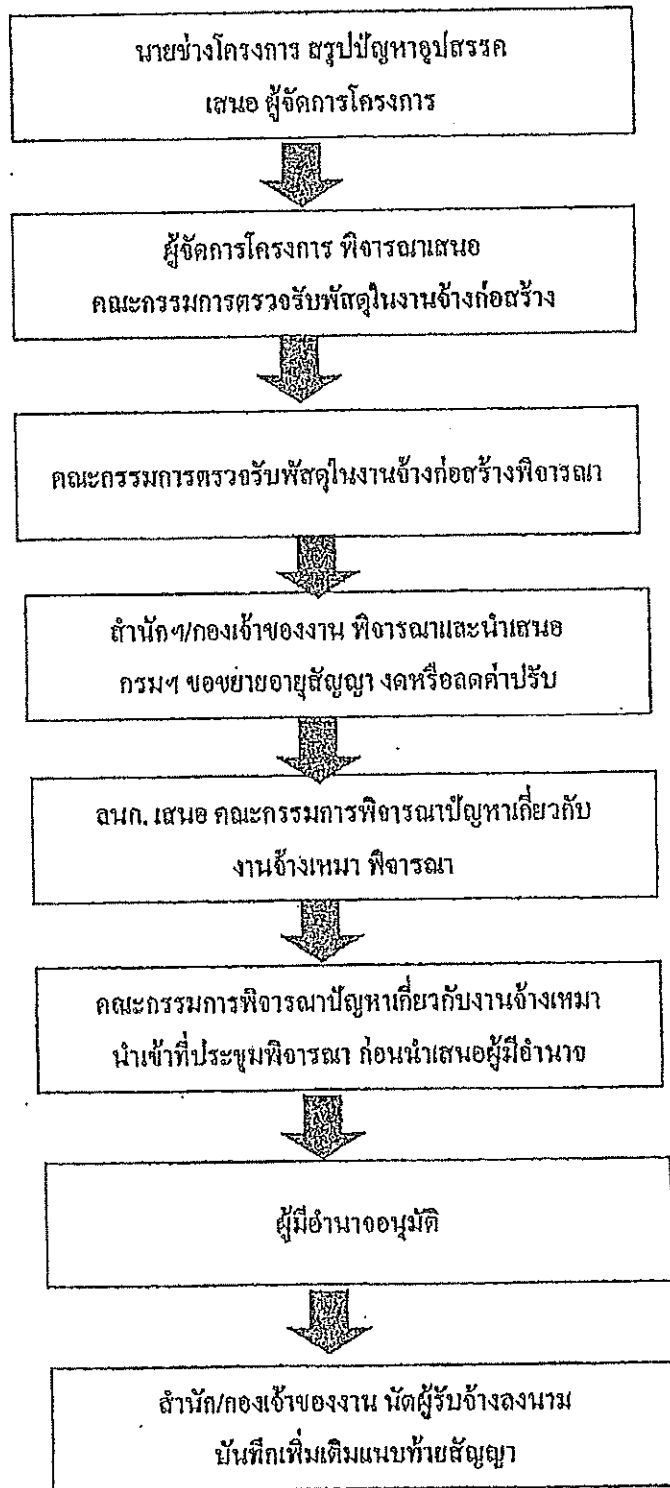 นายช่างโครงการ สรุปปัญหาอุปสรรค
เสนอ ผู้จัดการโครงการ
ผู้จัดการโครงการ พิจารณาเสนอ
คณะกรรมการตรวจรับพัสดุในงานจ้างก่อสร้าง
คณะกรรมการตรวจรับพัสดุในงานจ้างก่อสร้างพิจารณา
สำนักฯ/กองเจ้าของงาน พิจารณาและนำเสนอ
กรมฯ ขอขยายอายุสัญญา งดหรือลดค่าปรับ
ลนก. เสนอ คณะกรรมการพิจารณาปัญหาเกี่ยวกับ
งานจ้างเหมา พิจารณา
คณะกรรมการพิจารณาปัญหาเกี่ยวกับงานจ้างเหมา
นำเข้าที่ประชุมพิจารณา ก่อนนำเสนอผู้มีอำนาจ
ผู้มีอำนาจอนุมัติ
สำนัก/กองเจ้าของงาน นัดผู้รับจ้างลงนาม
บันทึกเพิ่มเติมแนบท้ายสัญญา